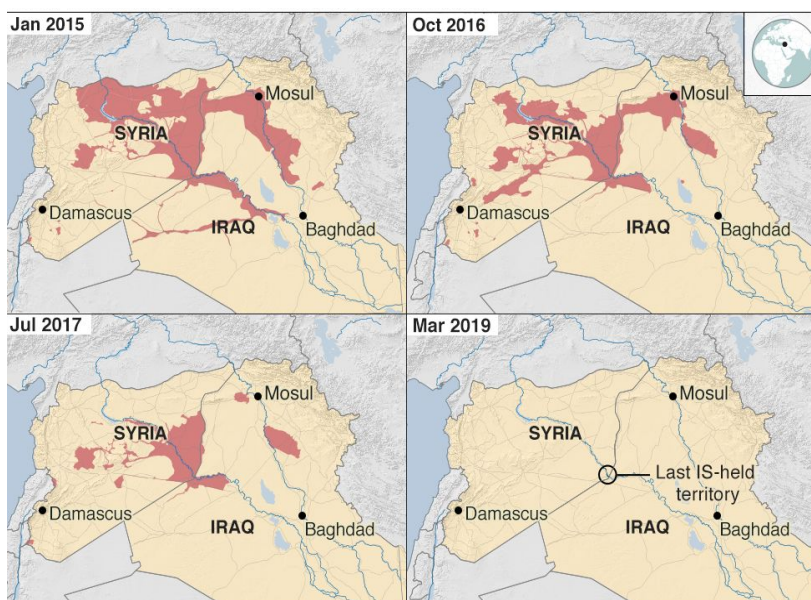 Jan 2015
Mosul
SYRIA
Damascus
IRAQ
Baghdad
Oct 2016
Mosul
SYRIA
Damascus
IRAQ
Baghdad
Jul 2017
Mosul
SYRIA
Damascus
IRAQ
Baghdad
Mar 2019
Mosul
SYRIA
Last IS-held
territory
Damascus
IRAQ
Baghdad